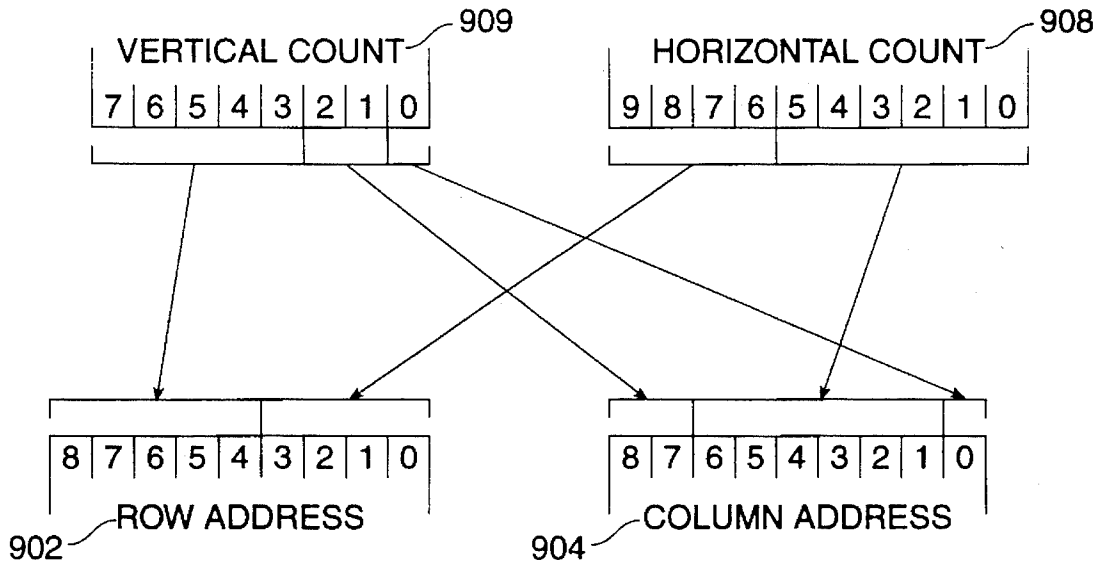 VERTICAL COUNT 909
HORIZONTAL COUNT 908
7 6 5 4 3 2 1 0
9 8 7 6 5 4 3 2 1 0
8 7 6 5 4 3 2 1 0
8 7 6 5 4 3 2 1 0
902 ROW ADDRESS
904 COLUMN ADDRESS